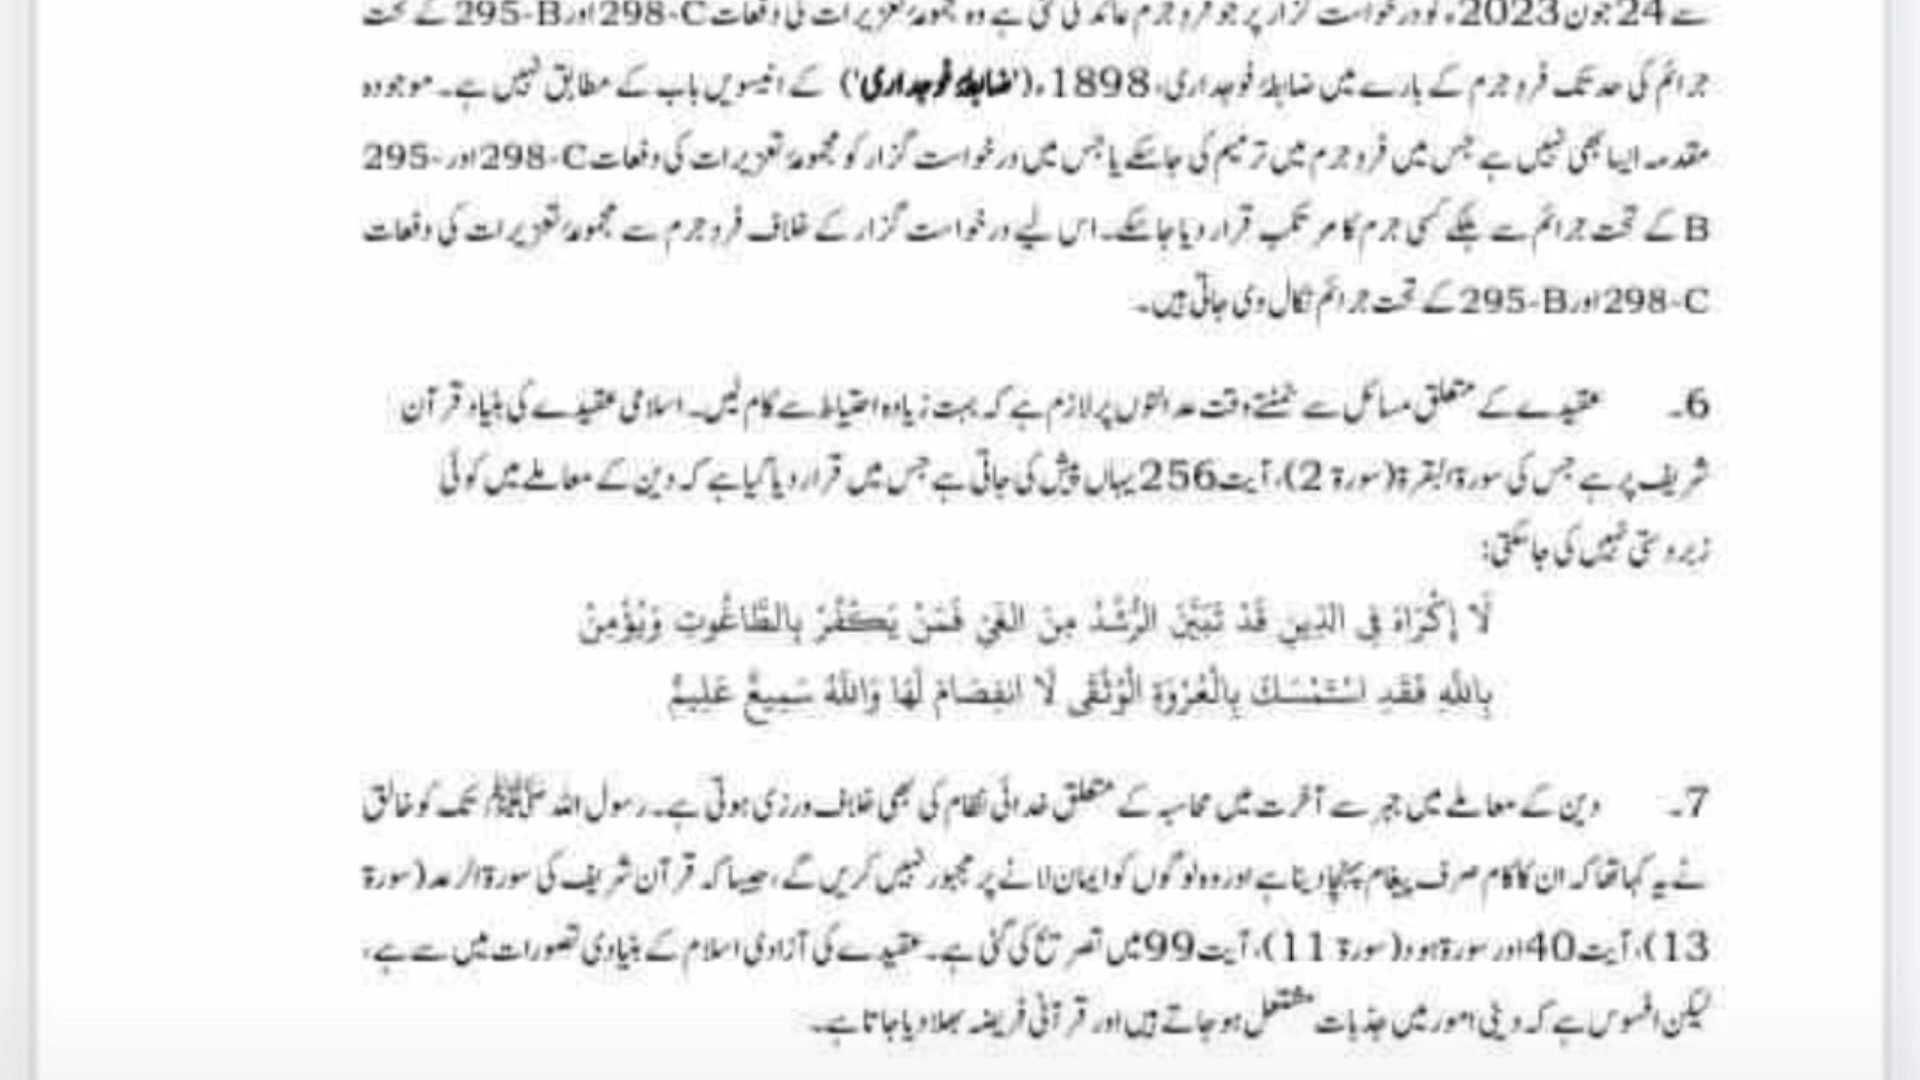 سے 24 جون 2023ء کو درخواست گزار پر جو فرد جرم عائد کی گئی ہے وہ مجموعۂ تعزیرات کی دفعات 298-C اور 295-B کے تحت
جرائم کی حد تک فرد جرم کے بارے میں ضابطۂ فوجداری، 1898ء ('ضابطۂ فوجداری') کے انیسویں باب کے مطابق نہیں ہے۔ موجودہ
مقدمہ ایسا بھی نہیں ہے جس میں فرد جرم میں ترمیم کی جاسکے یا جس میں درخواست گزار کو مجموعۂ تعزیرات کی دفعات 298-C اور 295-
B کے تحت جرائم سے ہلکے کسی جرم کا مرتکب قرار دیا جاسکے۔ اس لیے درخواست گزار کے خلاف فرد جرم سے مجموعۂ تعزیرات کی دفعات
298-C اور 295-B کے تحت جرائم نکال دی جاتی ہیں۔
6۔ عقیدے کے متعلق مسائل سے نمٹتے وقت عدالتوں پر لازم ہے کہ بہت زیادہ احتیاط سے کام لیں۔ اسلامی عقیدے کی بنیاد قرآن
شریف پر ہے جس کی سورۃ البقرۃ (سورۃ 2)، آیت 256 یہاں پیش کی جاتی ہے جس میں قرار دیا گیا ہے کہ دین کے معاملے میں کوئی
زبردستی نہیں کی جاسکتی:
لَا إِكْرَاهَ فِي الدِّينِ قَدْ تَبَيَّنَ الرُّشْدُ مِنَ الْغَيِّ فَمَنْ يَكْفُرْ بِالطَّاغُوتِ وَيُؤْمِنْ
بِاللَّهِ فَقَدِ اسْتَمْسَكَ بِالْعُرْوَةِ الْوُثْقَى لَا انفِصَامَ لَهَا وَاللَّهُ سَمِيعٌ عَلِيمٌ
7۔ دین کے معاملے میں جبر سے آخرت میں محاسبہ کے متعلق خدائی نظام کی بھی خلاف ورزی ہوتی ہے۔ رسول اللہ ﷺ تک کو خالق
نے یہ کہا تھا کہ ان کا کام صرف پیغام پہنچا دینا ہے اور وہ لوگوں کو ایمان لانے پر مجبور نہیں کریں گے، جیسا کہ قرآن شریف کی سورۃ الرعد (سورۃ
13)، آیت 40 اور سورۃ ہود (سورۃ 11)، آیت 99 میں تصریح کی گئی ہے۔ عقیدے کی آزادی اسلام کے بنیادی تصورات میں سے ہے،
لیکن افسوس ہے کہ دینی امور میں جذبات مشتعل ہو جاتے ہیں اور قرآنی فریضہ بھلا دیا جاتا ہے۔